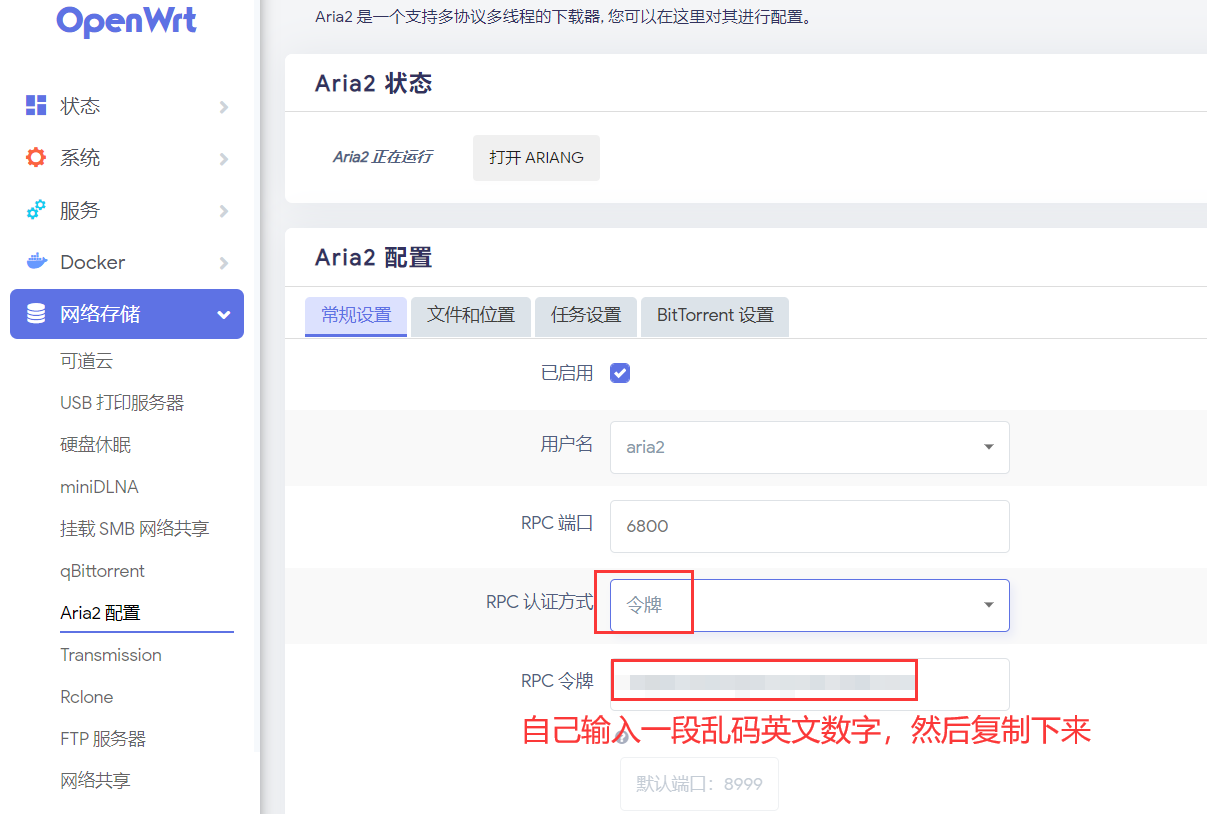 OpenWrt
状态
系统
服务
Docker
网络存储
可道云
USB 打印服务器
硬盘休眠
miniDLNA
挂载 SMB 网络共享
qBittorrent
Aria2 配置
Transmission
Rclone
FTP 服务器
网络共享
Aria2 是一个支持多协议多线程的下载器, 您可以在这里对其进行配置。
Aria2 状态
Aria2 正在运行
打开 ARIANG
Aria2 配置
常规设置
文件和位置
任务设置
BitTorrent 设置
已启用
用户名
aria2
RPC 端口
6800
RPC 认证方式
令牌
RPC 令牌
自己输入一段乱码英文数字，然后复制下来
默认端口：8999